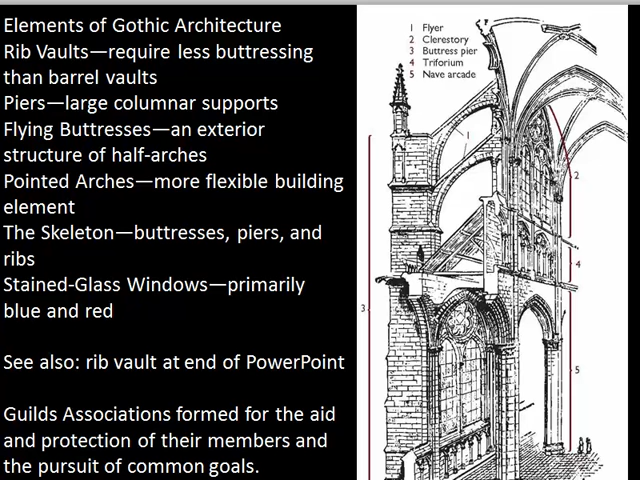 Elements of Gothic Architecture
Rib Vaults—require less buttressing
than barrel vaults
Piers—large columnar supports
Flying Buttresses—an exterior
structure of half-arches
Pointed Arches—more flexible building
element
The Skeleton—buttresses, piers, and
ribs
Stained-Glass Windows—primarily
blue and red
See also: rib vault at end of PowerPoint
Guilds Associations formed for the aid
and protection of their members and
the pursuit of common goals.
1 Flyer
2 Clerestory
3 Buttress pier
4 Triforium
5 Nave arcade
1
2
4
3
5